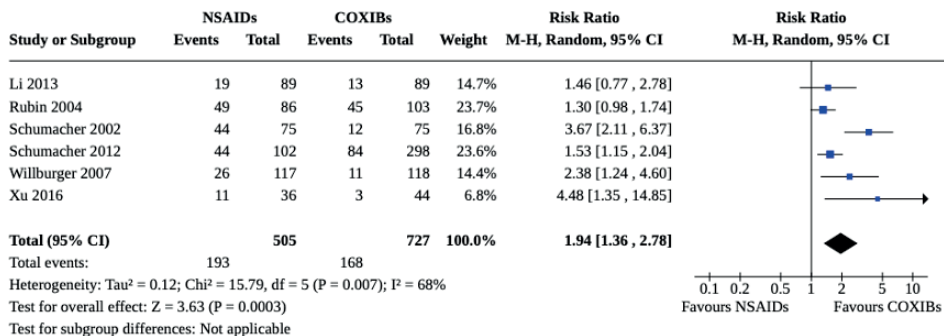 NSAIDs COXIBs Risk Ratio Risk Ratio
Study or Subgroup Events Total Events Total Weight M-H, Random, 95% CI M-H, Random, 95% CI
Li 2013 19 89 13 89 14.7% 1.46 [0.77 , 2.78]
Rubin 2004 49 86 45 103 23.7% 1.30 [0.98 , 1.74]
Schumacher 2002 44 75 12 75 16.8% 3.67 [2.11 , 6.37]
Schumacher 2012 44 102 84 298 23.6% 1.53 [1.15 , 2.04]
Willburger 2007 26 117 11 118 14.4% 2.38 [1.24 , 4.60]
Xu 2016 11 36 3 44 6.8% 4.48 [1.35 , 14.85]
Total (95% CI) 505 727 100.0% 1.94 [1.36 , 2.78]
Total events: 193 168
Heterogeneity: Tau² = 0.12; Chi² = 15.79, df = 5 (P = 0.007); I² = 68%
0.1 0.2 0.5 1 2 5 10
Test for overall effect: Z = 3.63 (P = 0.0003)
Favours NSAIDs Favours COXIBs
Test for subgroup differences: Not applicable